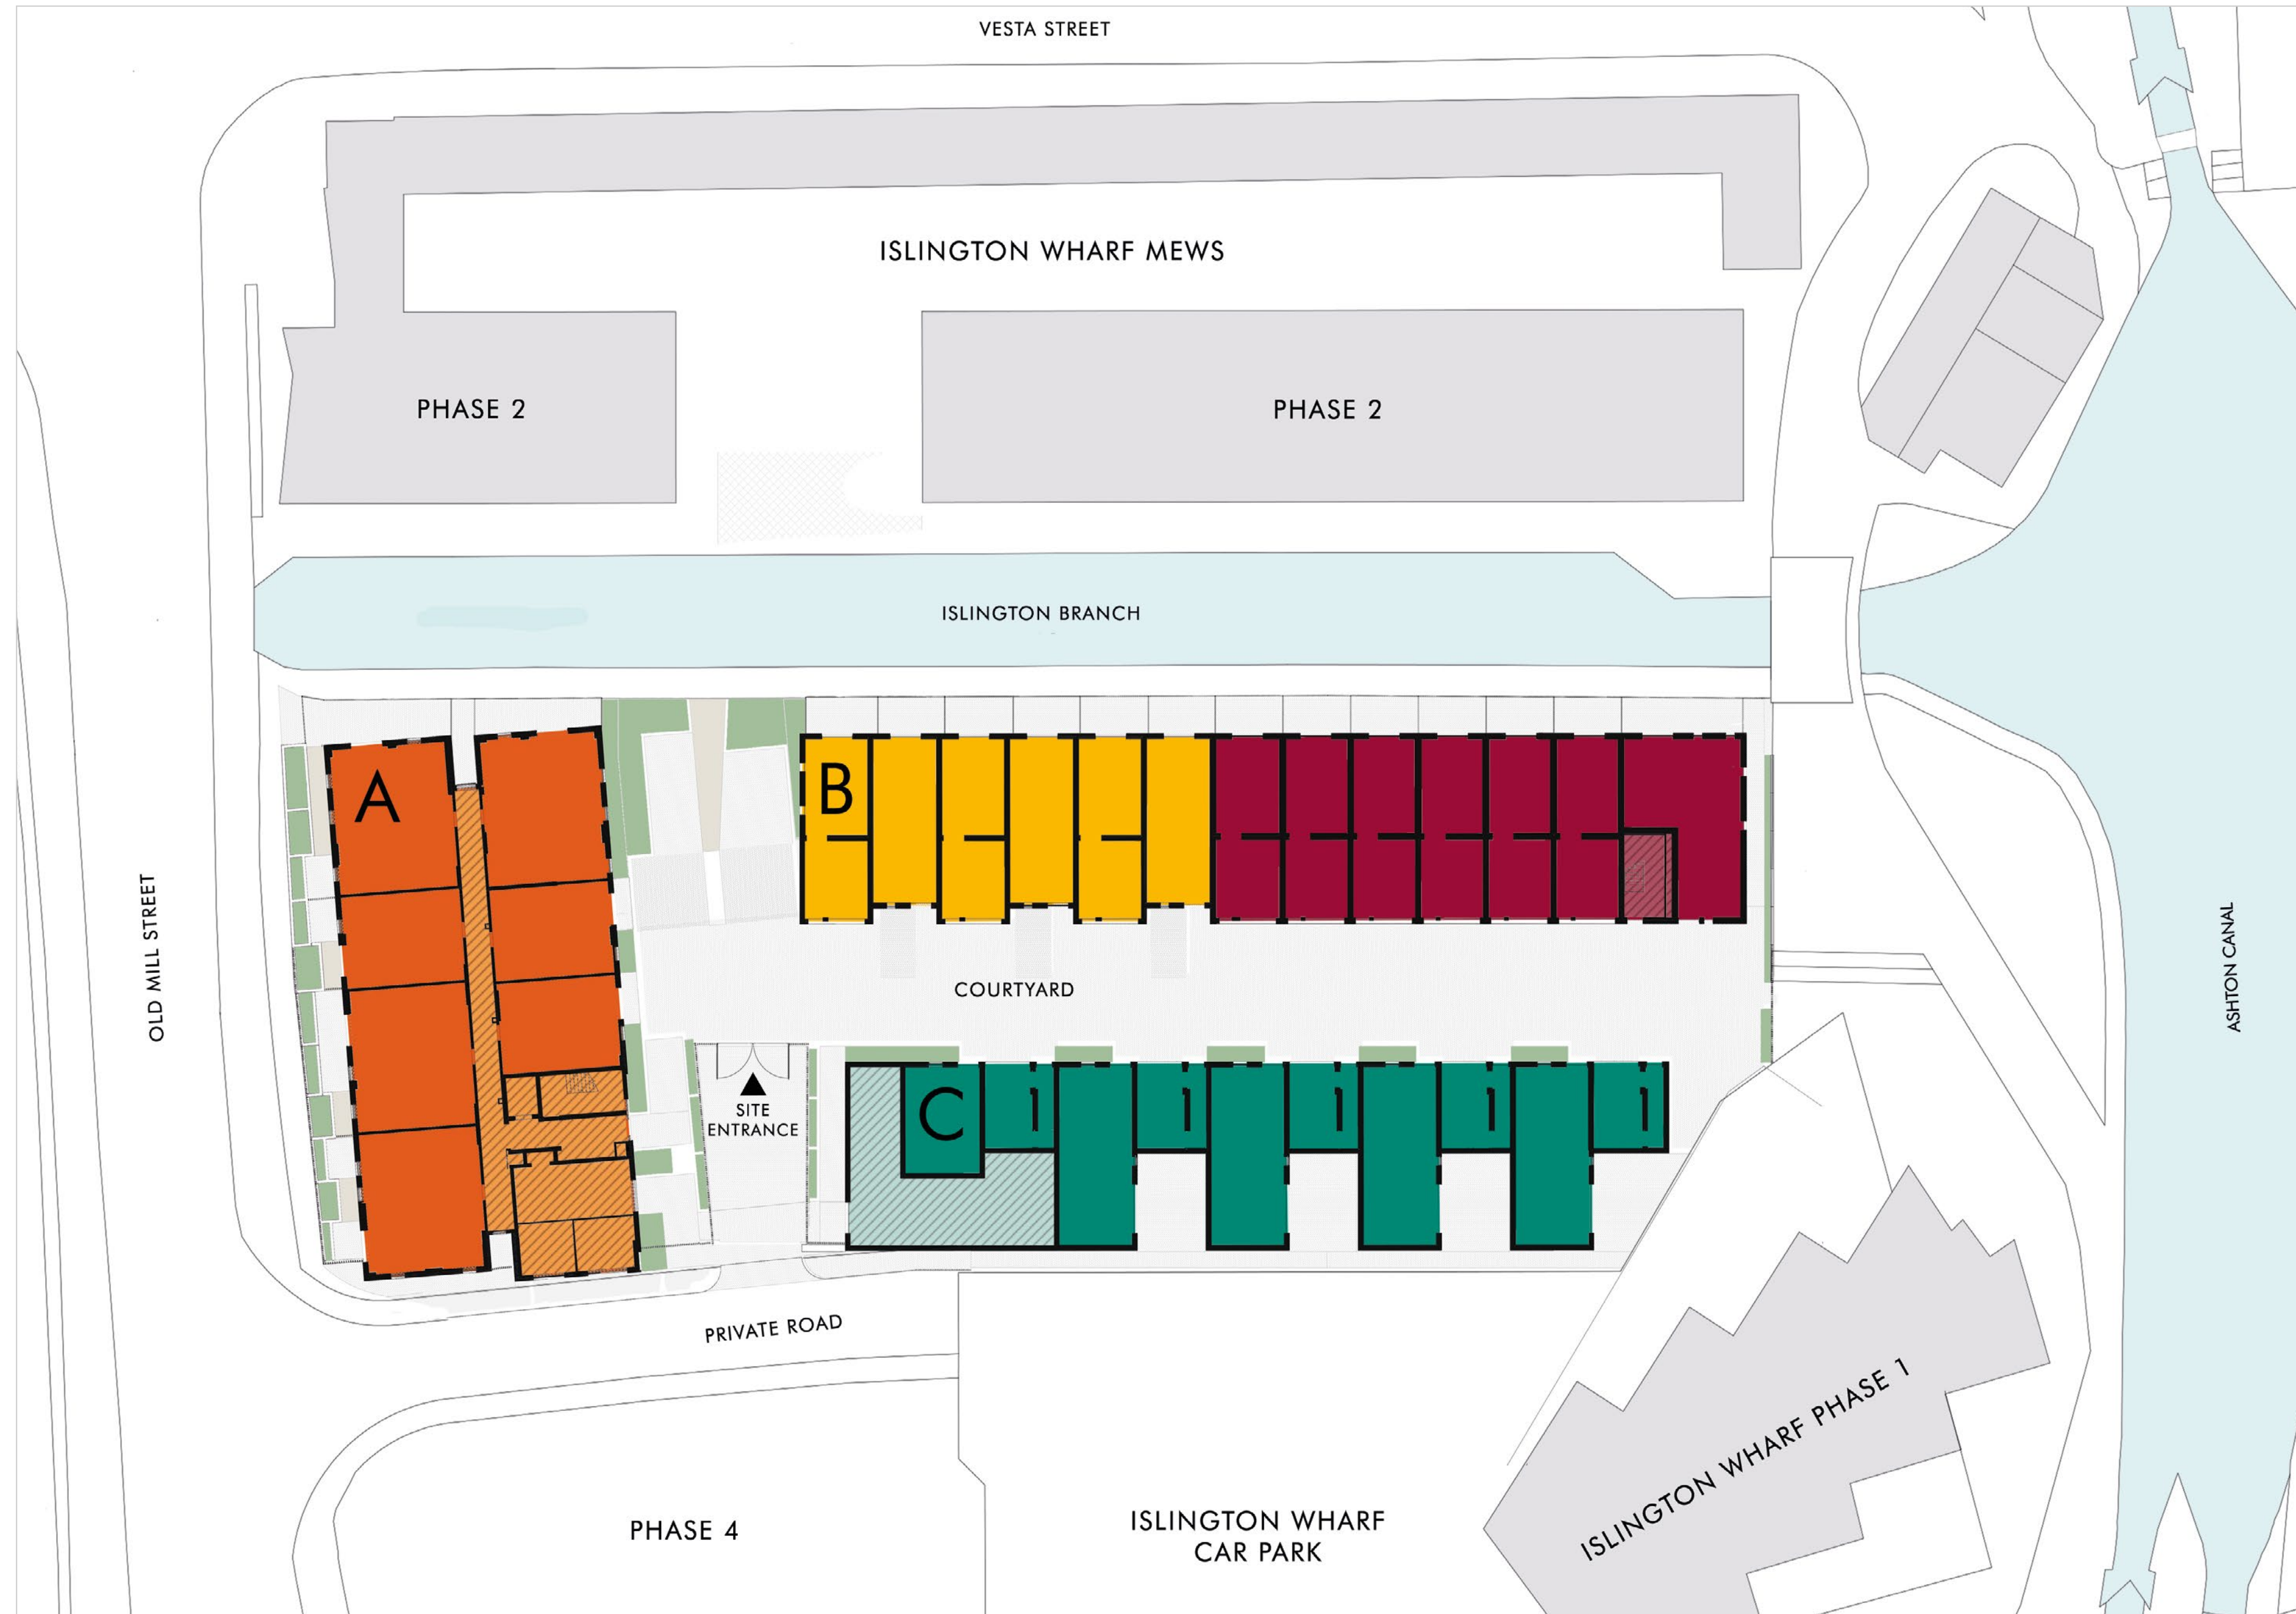 VESTA STREET
ISLINGTON WHARF MEWS
PHASE 2
PHASE 2
ISLINGTON BRANCH
A
B
OLD MILL STREET
COURTYARD
ASHTON CANAL
C
SITE
ENTRANCE
PRIVATE ROAD
ISLINGTON WHARF PHASE 1
PHASE 4
ISLINGTON WHARF
CAR PARK